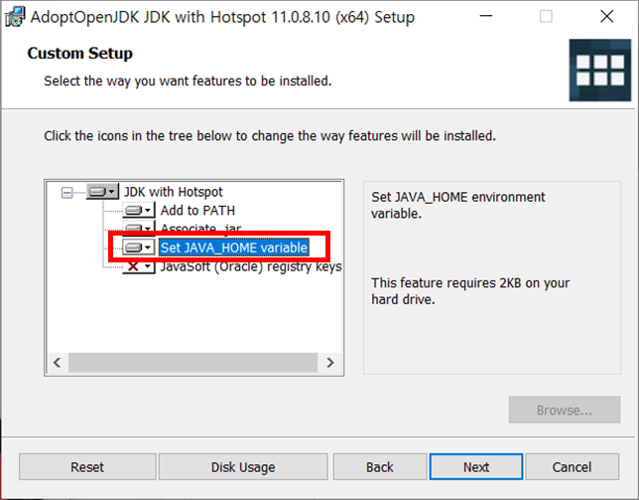 AdoptOpenJDK JDK with Hotspot 11.0.8.10 (x64) Setup
Custom Setup
Select the way you want features to be installed.
Click the icons in the tree below to change the way features will be installed.
JDK with Hotspot
Add to PATH
Associate .jar
Set JAVA_HOME variable
JavaSoft (Oracle) registry keys
Set JAVA_HOME environment
variable.
This feature requires 2KB on your
hard drive.
Browse...
Reset
Disk Usage
Back
Next
Cancel